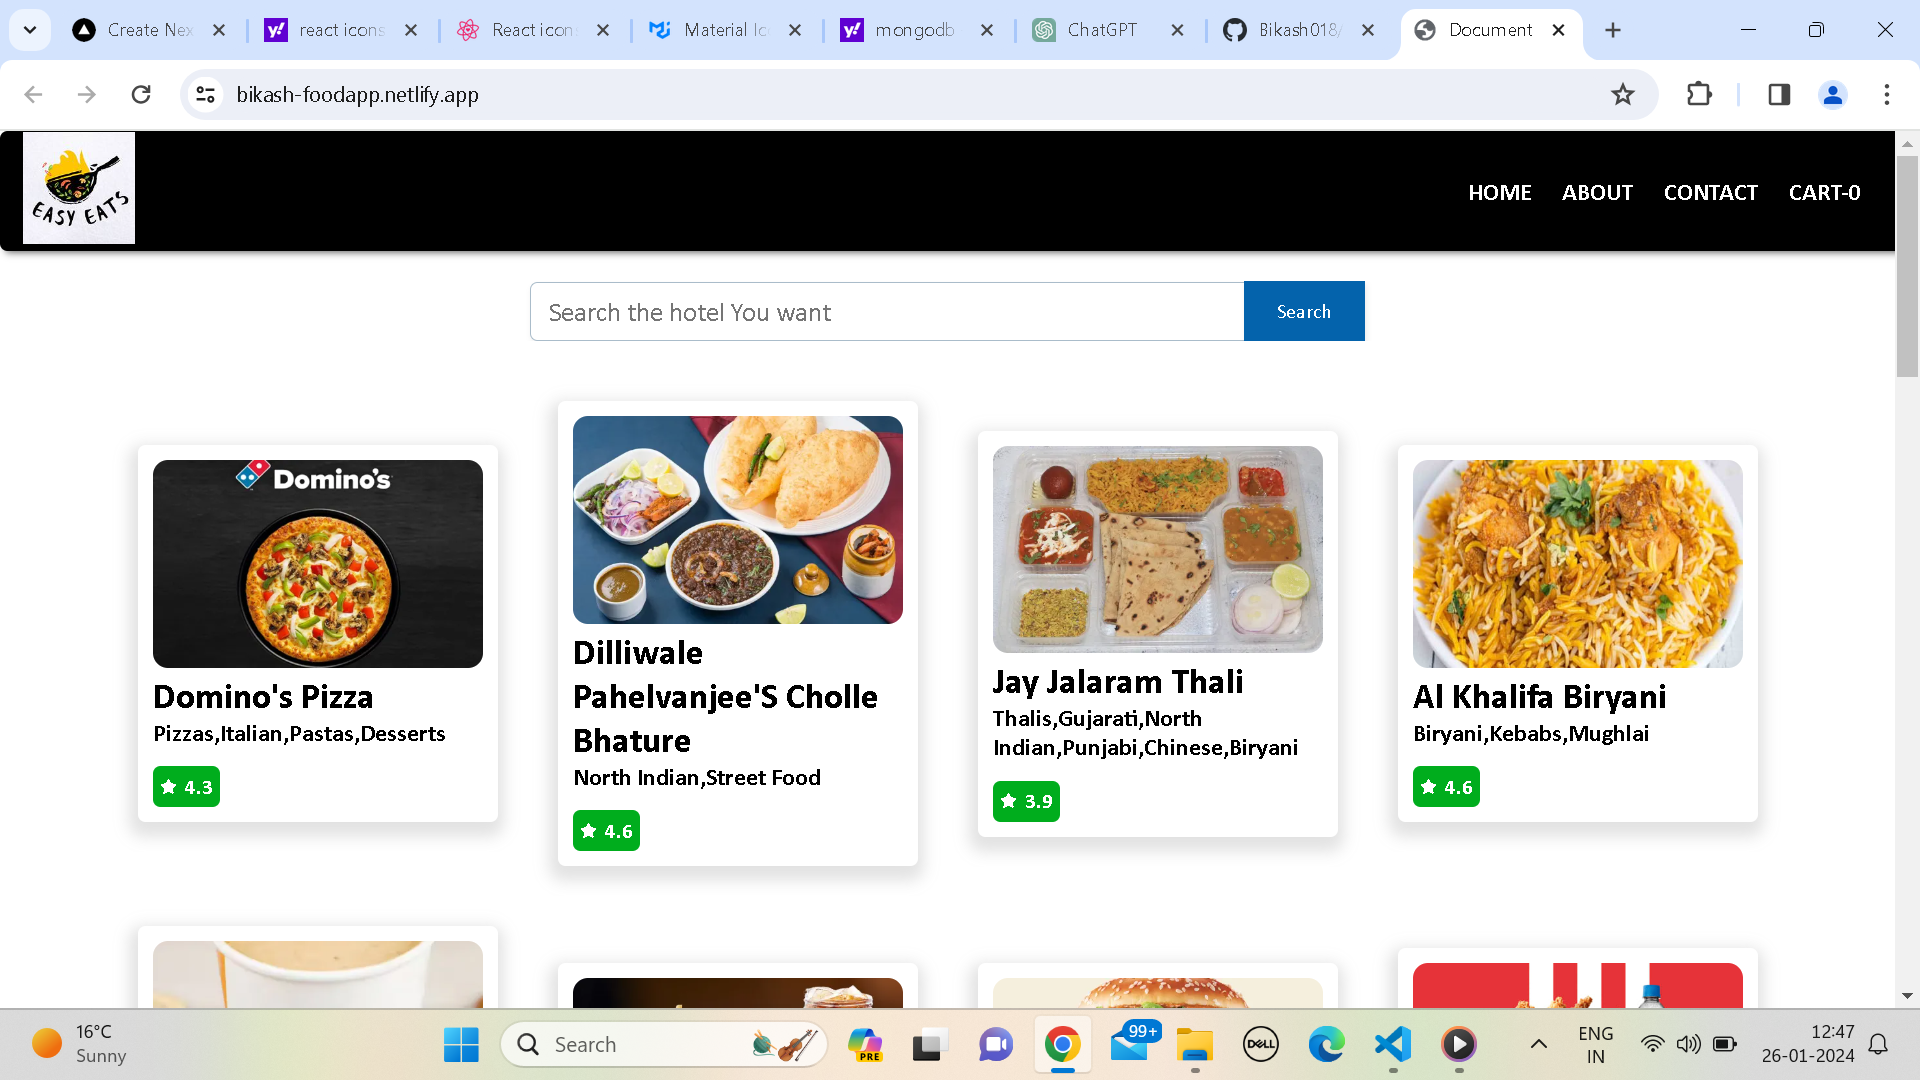 Create Nex
react icons
React icon
Material Ic
mongodb
ChatGPT
Bikash018/
Document
bikash-foodapp.netlify.app
EASY EATS
HOME ABOUT CONTACT CART-0
Search the hotel You want
Search
Domino's
Domino's Pizza
Pizzas,Italian,Pastas,Desserts
4.3
Dilliwale
Pahelvanjee'S Cholle
Bhature
North Indian,Street Food
4.6
Jay Jalaram Thali
Thalis,Gujarati,North
Indian,Punjabi,Chinese,Biryani
3.9
Al Khalifa Biryani
Biryani,Kebabs,Mughlai
4.6
16°C
Sunny
Search
PRE
99+
DELL
ENG
IN
12:47
26-01-2024